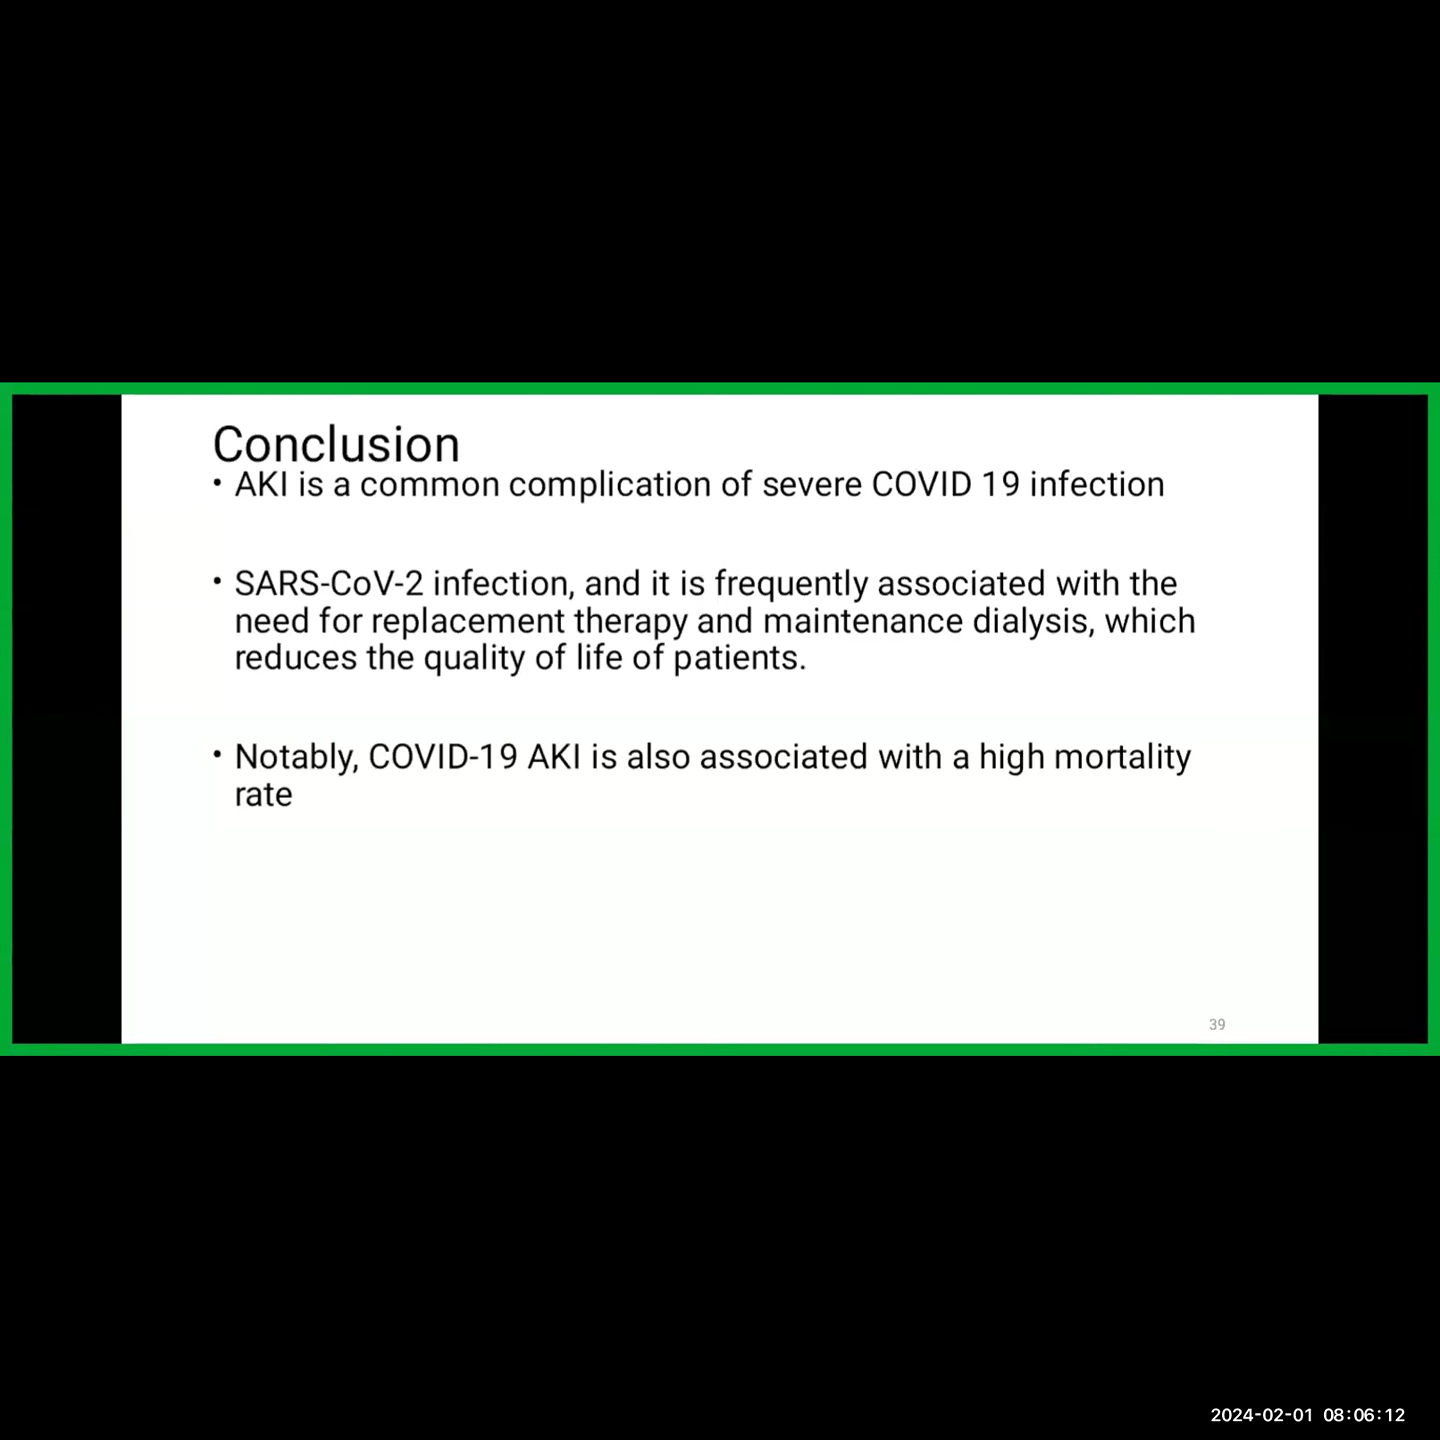 Conclusion
• AKI is a common complication of severe COVID 19 infection
• SARS-CoV-2 infection, and it is frequently associated with the
need for replacement therapy and maintenance dialysis, which
reduces the quality of life of patients.
• Notably, COVID-19 AKI is also associated with a high mortality
rate
39
2024-02-01 08:06:12